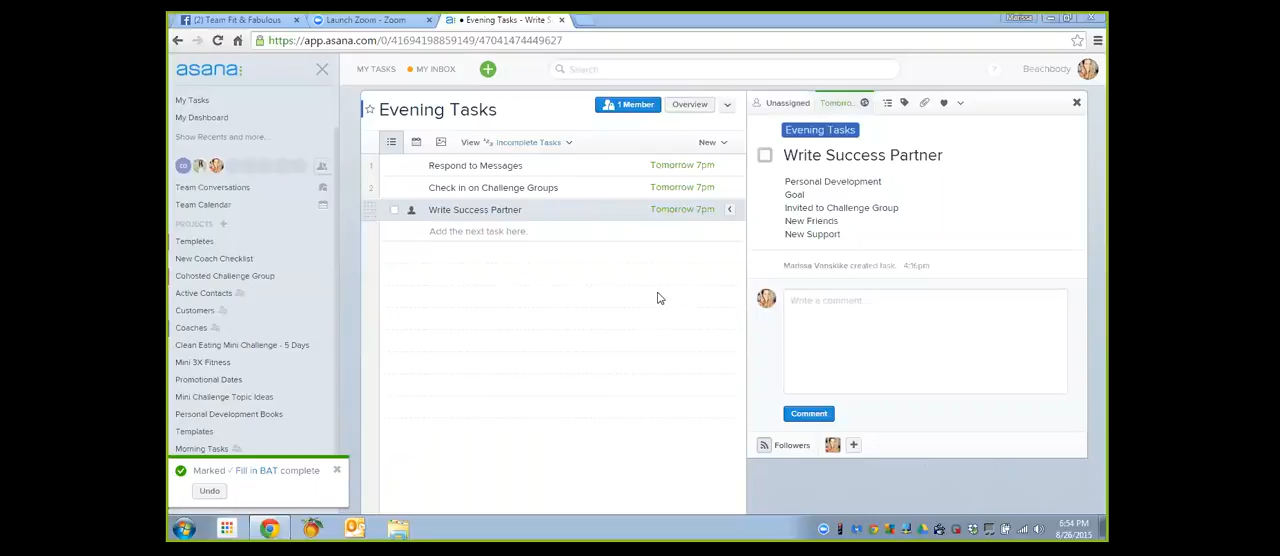 (2) Team Fit & Fabulous
Launch Zoom - Zoom
Evening Tasks - Write S
Marissa
https://app.asana.com/0/41694198859149/47041474449627
asana
MY TASKS
MY INBOX
Search
?
Beachbody
My Tasks
My Dashboard
Show Recents and more...
CO
Team Conversations
Team Calendar
PROJECTS +
Templetes
New Coach Checklist
Cohosted Challenge Group
Active Contacts
Customers
Coaches
Clean Eating Mini Challenge - 5 Days
Mini 3X Fitness
Promotional Dates
Mini Challenge Topic Ideas
Personal Development Books
Templates
Morning Tasks
Marked ✓ Fill in BAT complete
Undo
Evening Tasks
1 Member
Overview
View Incomplete Tasks
New
1 Respond to Messages Tomorrow 7pm
2 Check in on Challenge Groups Tomorrow 7pm
Write Success Partner Tomorrow 7pm
Add the next task here.
Unassigned
Tomorro...
Evening Tasks
Write Success Partner
Personal Development
Goal
Invited to Challenge Group
New Friends
New Support
Marissa Vanskike created task. 4:16pm
Write a comment...
Comment
Followers
6:54 PM
8/26/2015